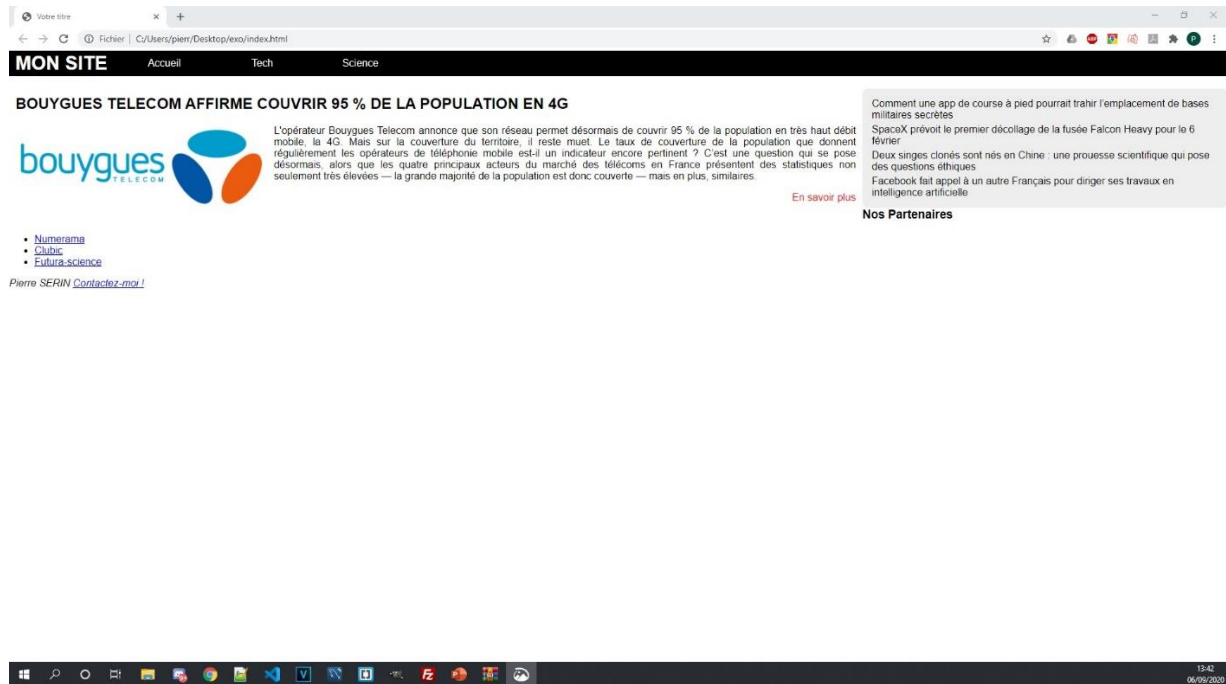 Votre titre
Fichier | C:/Users/pierr/Desktop/exo/index.html
MON SITE Accueil Tech Science
BOUYGUES TELECOM AFFIRME COUVRIR 95 % DE LA POPULATION EN 4G
bouygues
TELECOM
L'opérateur Bouygues Telecom annonce que son réseau permet désormais de couvrir 95 % de la population en très haut débit
mobile, la 4G. Mais sur la couverture du territoire, il reste muet. Le taux de couverture de la population que donnent
régulièrement les opérateurs de téléphonie mobile est-il un indicateur encore pertinent ? C'est une question qui se pose
désormais, alors que les quatre principaux acteurs du marché des télécoms en France présentent des statistiques non
seulement très élevées — la grande majorité de la population est donc couverte — mais en plus, similaires.
En savoir plus
Comment une app de course à pied pourrait trahir l'emplacement de bases
militaires secrètes
SpaceX prévoit le premier décollage de la fusée Falcon Heavy pour le 6
février
Deux singes clonés sont nés en Chine : une prouesse scientifique qui pose
des questions éthiques
Facebook fait appel à un autre Français pour diriger ses travaux en
intelligence artificielle
Nos Partenaires
Numerama
Clubic
Futura-science
Pierre SERIN Contactez-moi !
13:42
06/09/2020